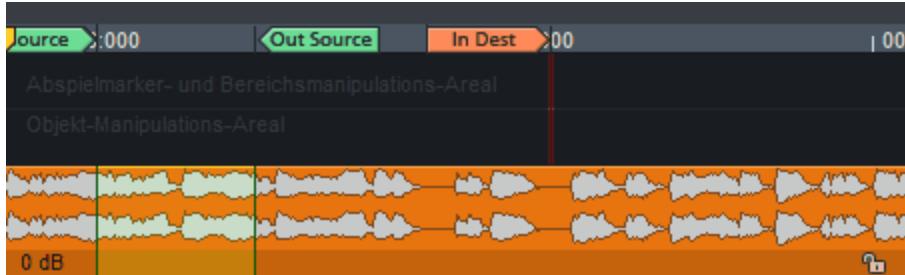 ource :000 Out Source In Dest 00 00
Abspielmarker- und Bereichsmanipulations-Areal
Objekt-Manipulations-Areal
0 dB